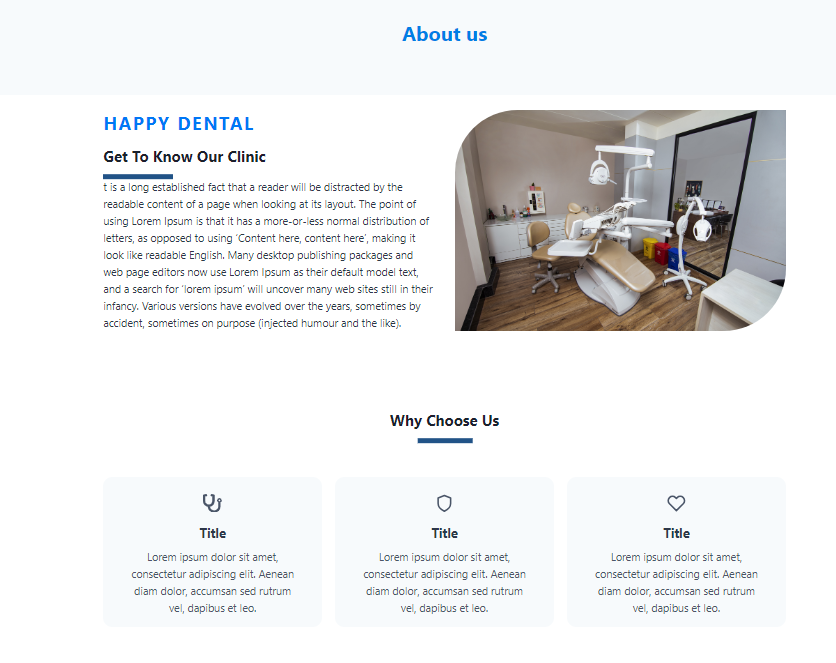 About us
HAPPY DENTAL
Get To Know Our Clinic
t is a long established fact that a reader will be distracted by the
readable content of a page when looking at its layout. The point of
using Lorem Ipsum is that it has a more-or-less normal distribution of
letters, as opposed to using ‘Content here, content here’, making it
look like readable English. Many desktop publishing packages and
web page editors now use Lorem Ipsum as their default model text,
and a search for ‘lorem ipsum’ will uncover many web sites still in their
infancy. Various versions have evolved over the years, sometimes by
accident, sometimes on purpose (injected humour and the like).
Why Choose Us
Title
Lorem ipsum dolor sit amet,
consectetur adipiscing elit. Aenean
diam dolor, accumsan sed rutrum
vel, dapibus et leo.
Title
Lorem ipsum dolor sit amet,
consectetur adipiscing elit. Aenean
diam dolor, accumsan sed rutrum
vel, dapibus et leo.
Title
Lorem ipsum dolor sit amet,
consectetur adipiscing elit. Aenean
diam dolor, accumsan sed rutrum
vel, dapibus et leo.